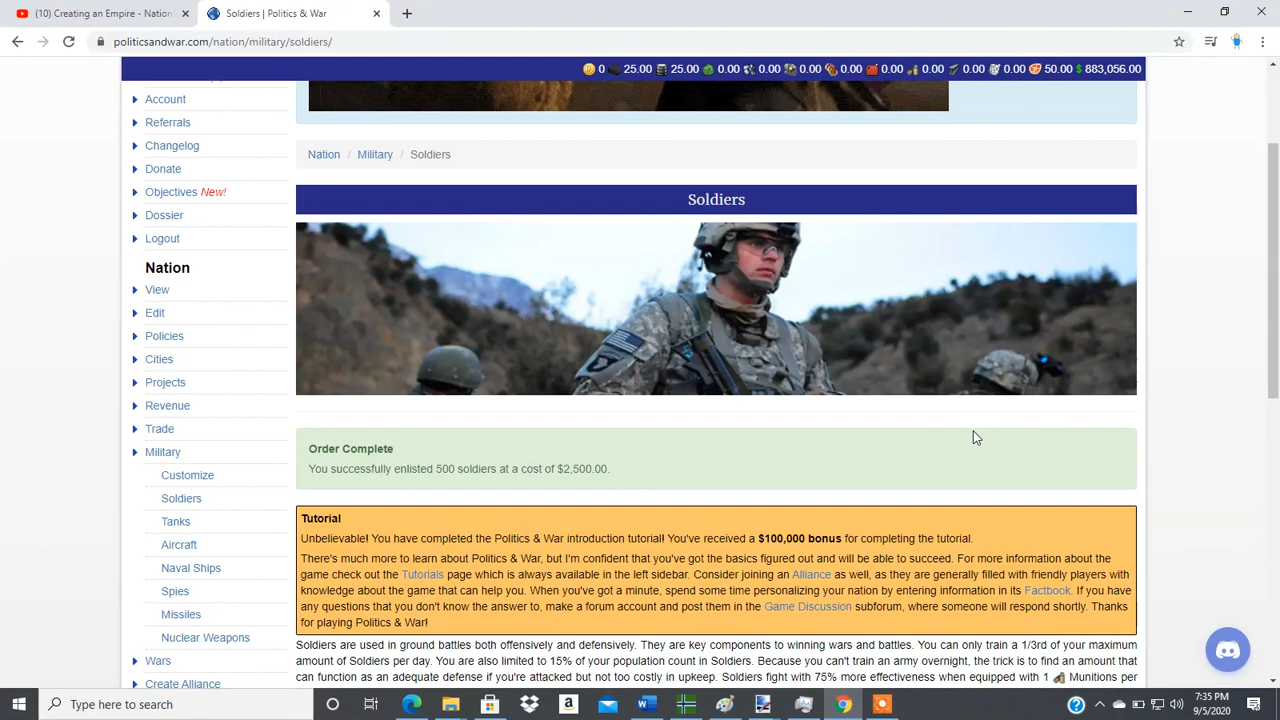 (10) Creating an Empire - Nation
Soldiers | Politics & War
politicsandwar.com/nation/military/soldiers/
0 25.00 25.00 0.00 0.00 0.00 0.00 0.00 0.00 0.00 0.00 50.00 $ 883,056.00
Account
Referrals
Changelog
Donate
Objectives New!
Dossier
Logout
Nation
View
Edit
Policies
Cities
Projects
Revenue
Trade
Military
Customize
Soldiers
Tanks
Aircraft
Naval Ships
Spies
Missiles
Nuclear Weapons
Wars
Create Alliance
Nation / Military / Soldiers
Soldiers
Order Complete
You successfully enlisted 500 soldiers at a cost of $2,500.00.
Tutorial
Unbelievable! You have completed the Politics & War introduction tutorial! You've received a $100,000 bonus for completing the tutorial.
There's much more to learn about Politics & War, but I'm confident that you've got the basics figured out and will be able to succeed. For more information about the
game check out the Tutorials page which is always available in the left sidebar. Consider joining an Alliance as well, as they are generally filled with friendly players with
knowledge about the game that can help you. When you've got a minute, spend some time personalizing your nation by entering information in its Factbook. If you have
any questions that you don't know the answer to, make a forum account and post them in the Game Discussion subforum, where someone will respond shortly. Thanks
for playing Politics & War!
Soldiers are used in ground battles both offensively and defensively. They are key components to winning wars and battles. You can only train a 1/3rd of your maximum
amount of Soldiers per day. You are also limited to 15% of your population count in Soldiers. Because you can't train an army overnight, the trick is to find an amount that
can function as an adequate defense if you're attacked but not too costly in upkeep. Soldiers fight with 75% more effectiveness when equipped with 1 Munitions per
Type here to search
7:35 PM
9/5/2020